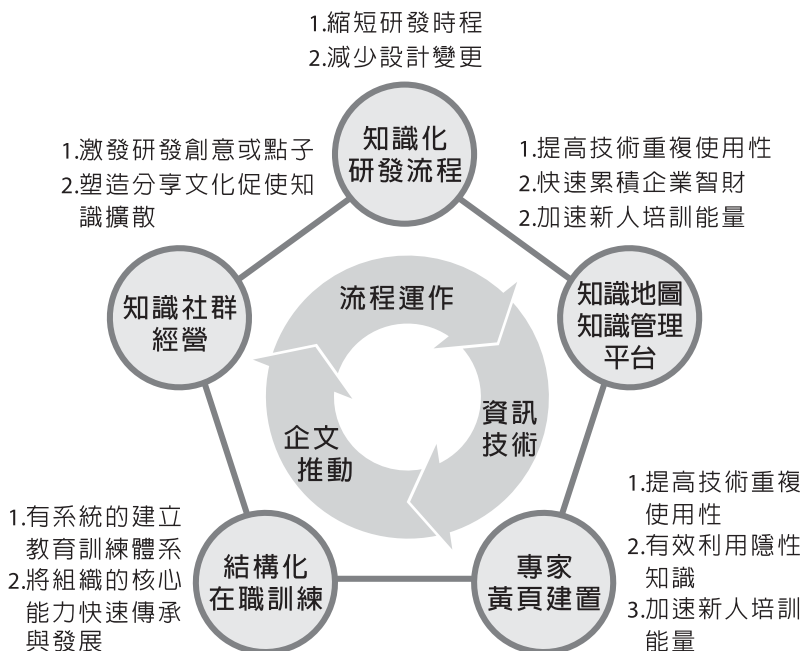 1.縮短研發時程
2.減少設計變更
知識化
研發流程
1.激發研發創意或點子
2.塑造分享文化促使知
識擴散
1.提高技術重複使用性
2.快速累積企業智財
2.加速新人培訓能量
知識社群
經營
流程運作
知識地圖
知識管理
平台
企文
推動
資訊
技術
1.有系統的建立
教育訓練體系
2.將組織的核心
能力快速傳承
與發展
結構化
在職訓練
專家
黃頁建置
1.提高技術重複
使用性
2.有效利用隱性
知識
3.加速新人培訓
能量